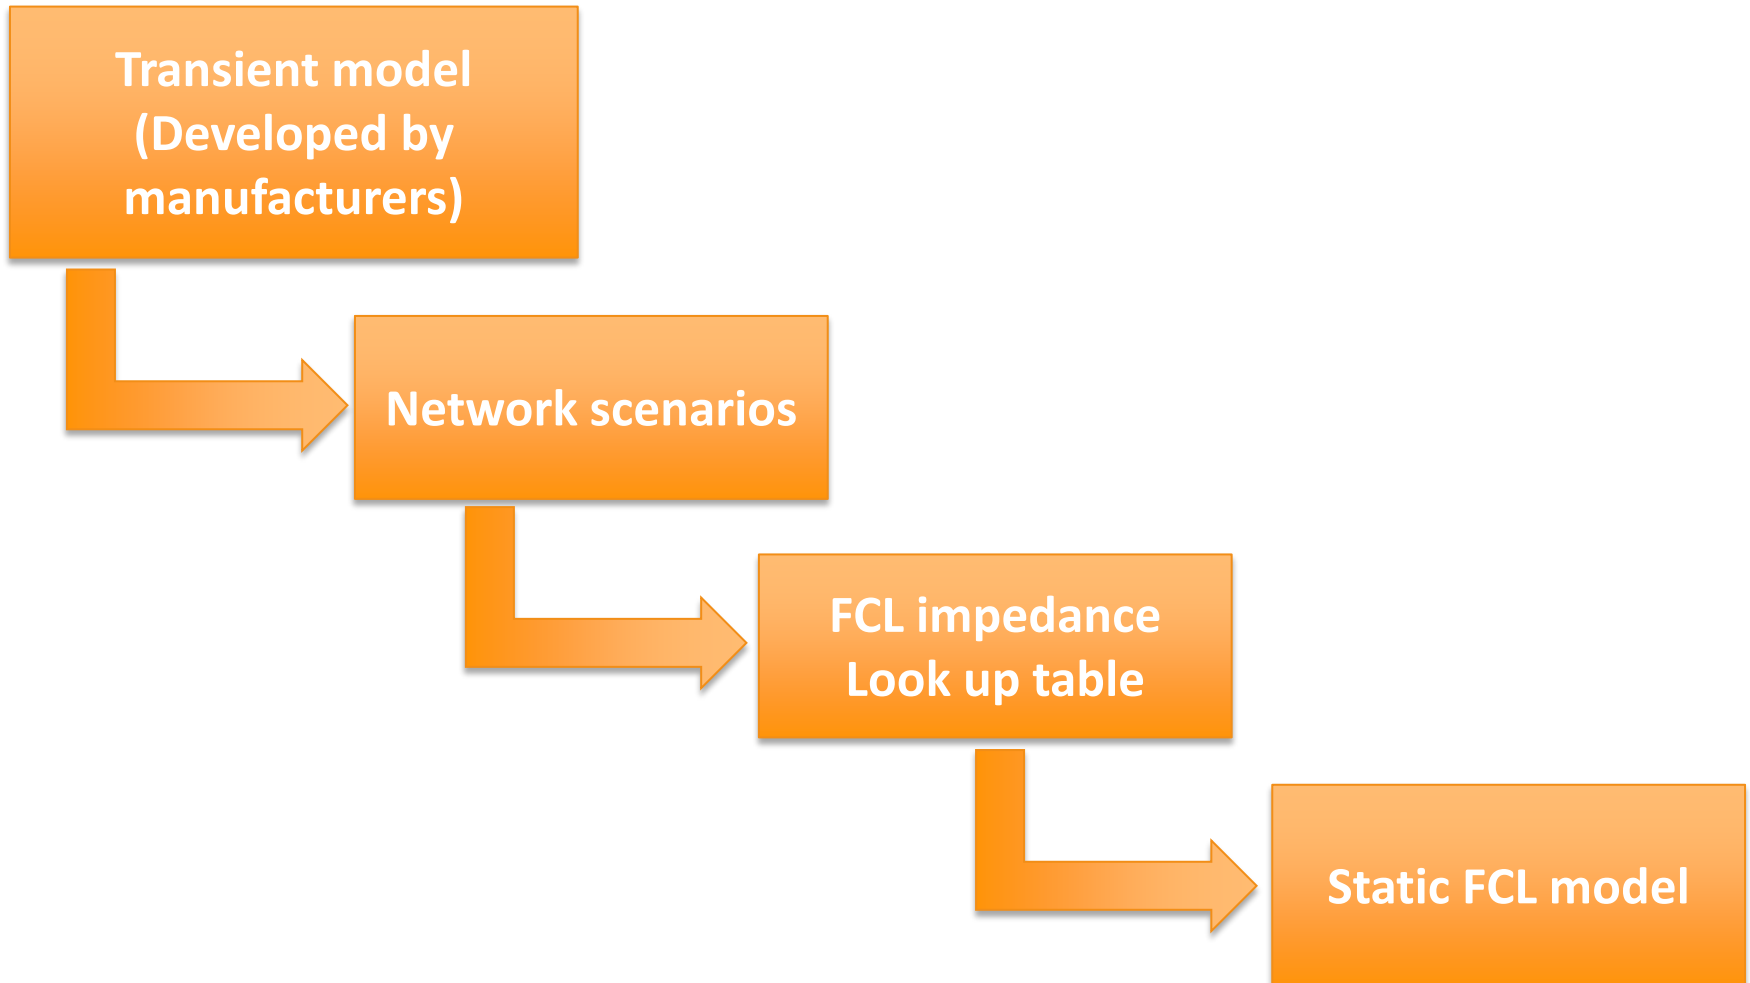 Transient model
(Developed by
manufacturers)
Network scenarios
FCL impedance
Look up table
Static FCL model